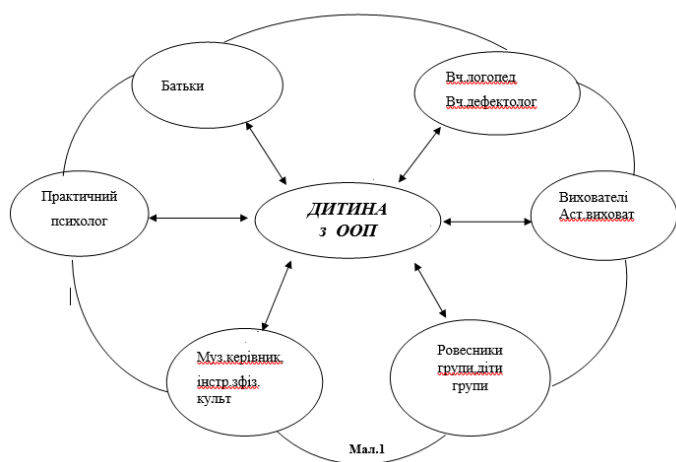 Батьки
Вч.логопед
Вч.дефектолог
Практичний
психолог
ДИТИНА
з ООП
Вихователі
Аст.виховат
Муз.керівник,
інстр.зфіз.
культ
Ровесники
групи,діти
групи
Мал.1